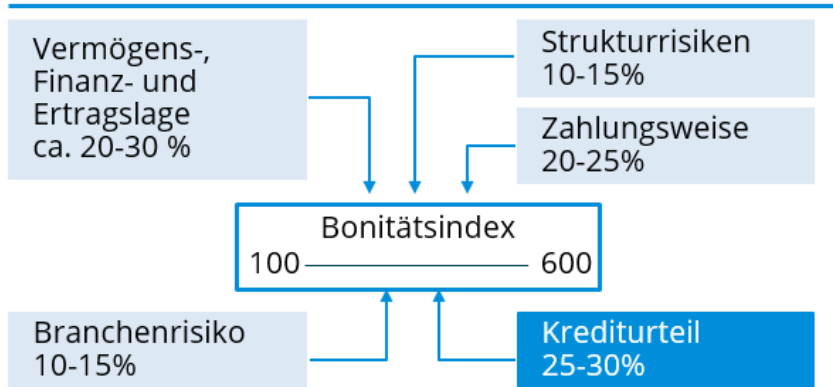 Vermögens-,
Finanz- und
Ertragslage
ca. 20-30 %
Strukturrisiken
10-15%
Zahlungsweise
20-25%
Bonitätsindex
100 600
Branchenrisiko
10-15%
Krediturteil
25-30%